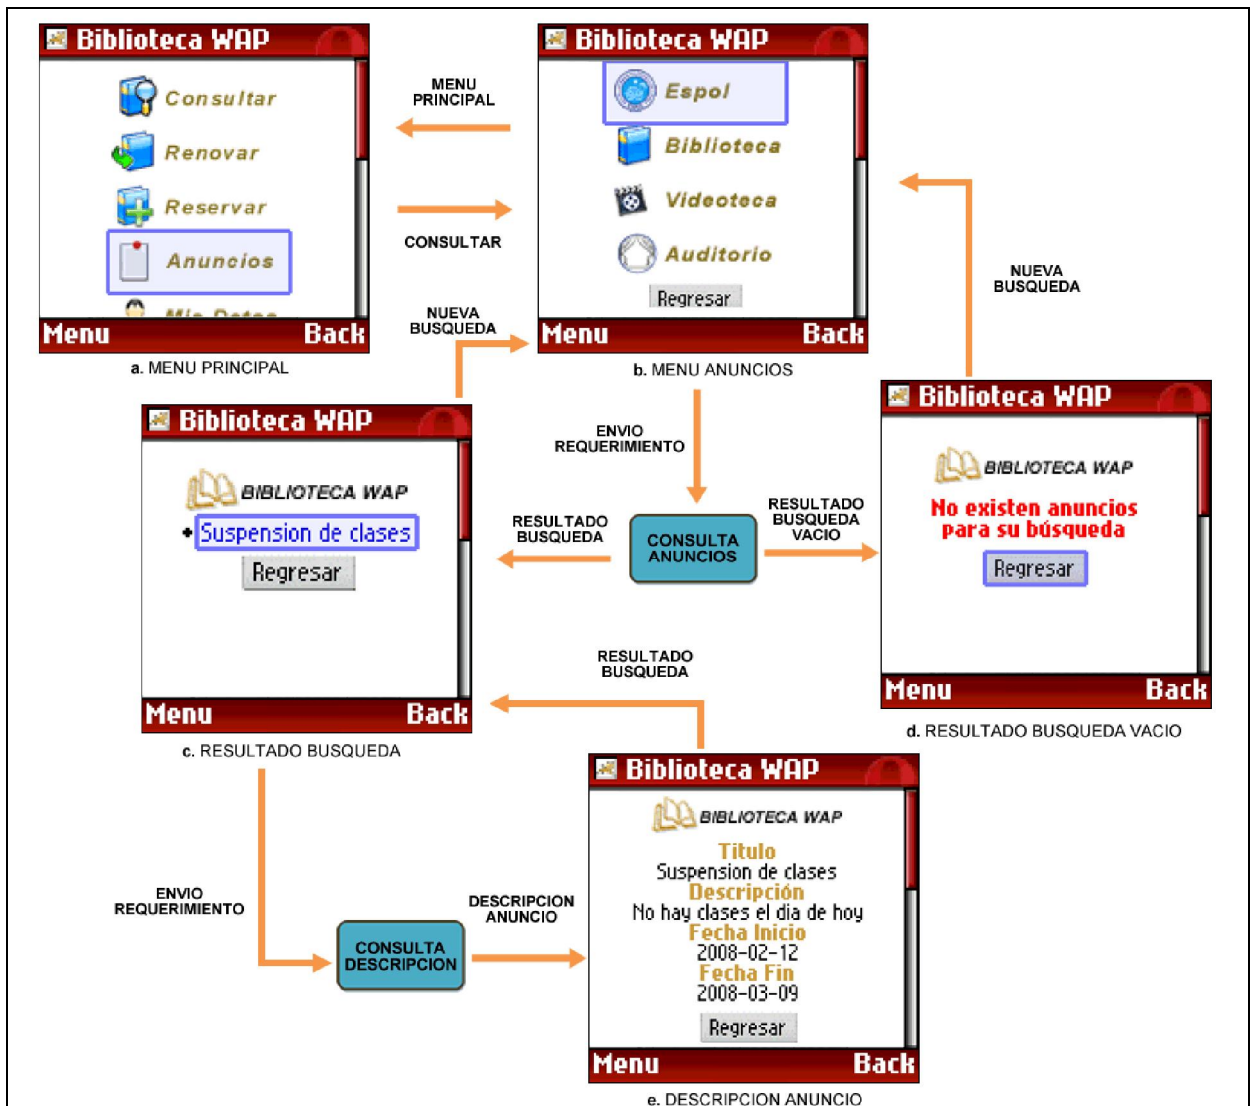 Biblioteca WAP
Consultar
Renovar
Reservar
Anuncios
Mis Datos
Menu Back
a. MENU PRINCIPAL
MENU
PRINCIPAL
CONSULTAR
Biblioteca WAP
Espol
Biblioteca
Videoteca
Auditorio
Regresar
Menu Back
b. MENU ANUNCIOS
NUEVA
BUSQUEDA
NUEVA
BUSQUEDA
ENVIO
REQUERIMIENTO
Biblioteca WAP
BIBLIOTECA WAP
Suspension de clases
Regresar
Menu Back
c. RESULTADO BUSQUEDA
RESULTADO
BUSQUEDA
CONSULTA
ANUNCIOS
RESULTADO
BUSQUEDA
VACIO
Biblioteca WAP
BIBLIOTECA WAP
No existen anuncios
para su búsqueda
Regresar
Menu Back
d. RESULTADO BUSQUEDA VACIO
RESULTADO
BUSQUEDA
ENVIO
REQUERIMIENTO
CONSULTA
DESCRIPCION
DESCRIPCION
ANUNCIO
Biblioteca WAP
BIBLIOTECA WAP
Titulo
Suspension de clases
Descripción
No hay clases el dia de hoy
Fecha Inicio
2008-02-12
Fecha Fin
2008-03-09
Regresar
Menu Back
e. DESCRIPCION ANUNCIO